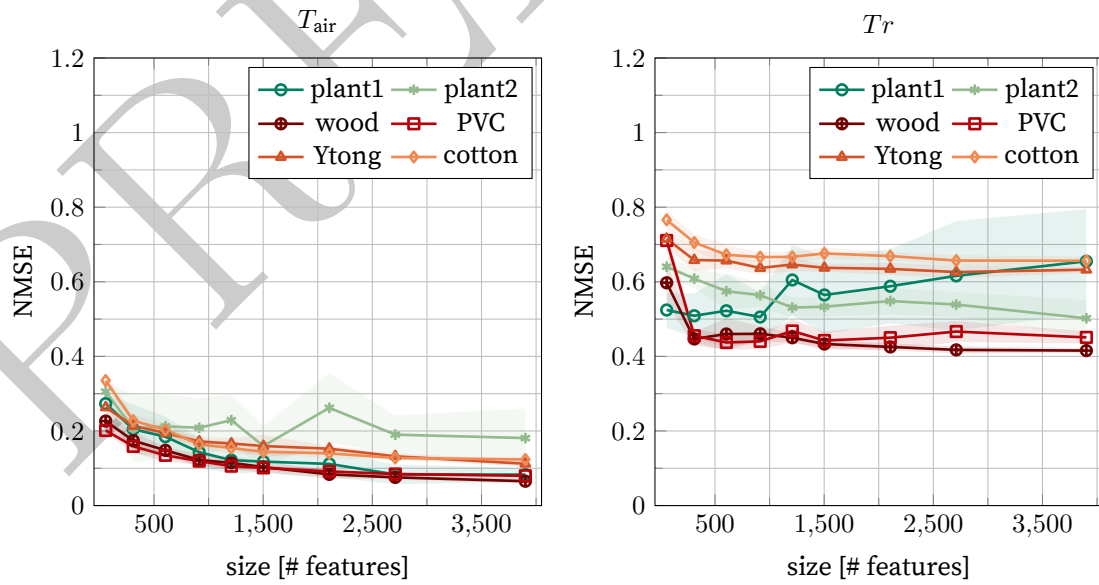 T_air
1.2
1
0.8
0.6
0.4
0.2
0
NMSE
plant1 plant2
wood PVC
Ytong cotton
500 1,500 2,500 3,500
size [# features]
Tr
1.2
1
0.8
0.6
0.4
0.2
0
NMSE
plant1 plant2
wood PVC
Ytong cotton
500 1,500 2,500 3,500
size [# features]